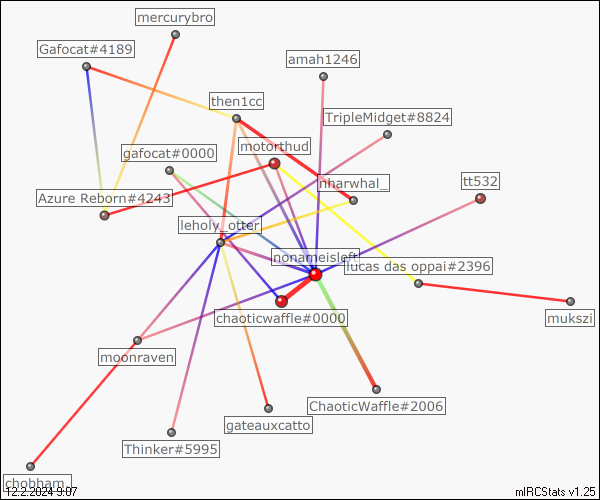 mercurybro
Gafocat#4189
amah1246
then1cc
TripleMidget#8824
motorthud
gafocat#0000
nharwhal_
tt532
Azure Reborn#4243
leholy_otter
nonameisleft
lucas das oppai#2396
chaoticwaffle#0000
mukszi
moonraven
ChaoticWaffle#2006
gateauxcatto
Thinker#5995
chobham_
12.2.2024 9:07
mIRCStats v1.25